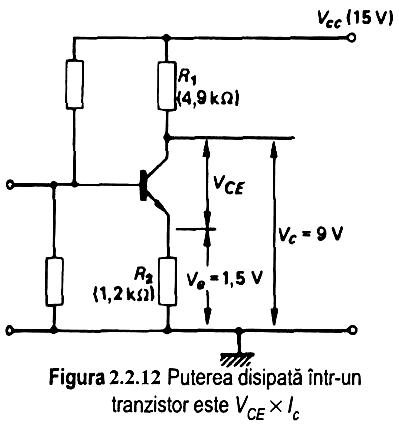 Vcc (15 V)
R1
(4,9 kΩ)
VCE
Vc = 9 V
R2
(1,2 kΩ)
Ve = 1,5 V
Figura 2.2.12 Puterea disipată într-un
tranzistor este VCE × Ic